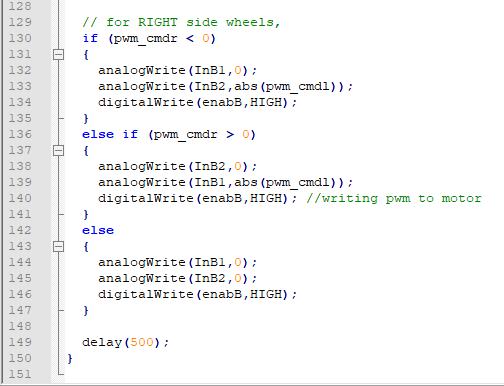 128
129 // for RIGHT side wheels,
130 if (pwm_cmdr < 0)
131 {
132 analogWrite(InB1,0);
133 analogWrite(InB2,abs(pwm_cmdl));
134 digitalWrite(enabB,HIGH);
135 }
136 else if (pwm_cmdr > 0)
137 {
138 analogWrite(InB2,0);
139 analogWrite(InB1,abs(pwm_cmdl));
140 digitalWrite(enabB,HIGH); //writing pwm to motor
141 }
142 else
143 {
144 analogWrite(InB1,0);
145 analogWrite(InB2,0);
146 digitalWrite(enabB,HIGH);
147 }
148
149 delay(500);
150 }
151